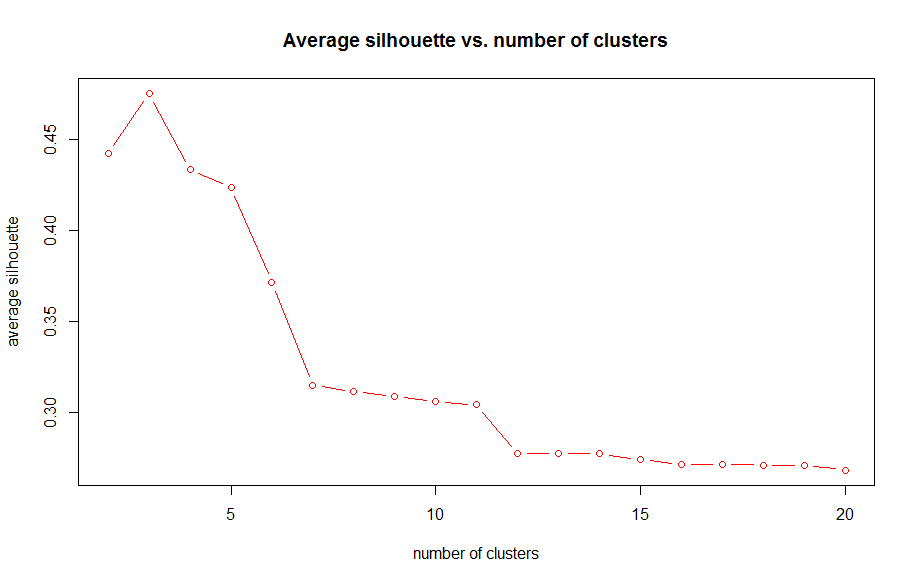 Average silhouette vs. number of clusters
average silhouette
0.45
0.40
0.35
0.30
5 10 15 20
number of clusters